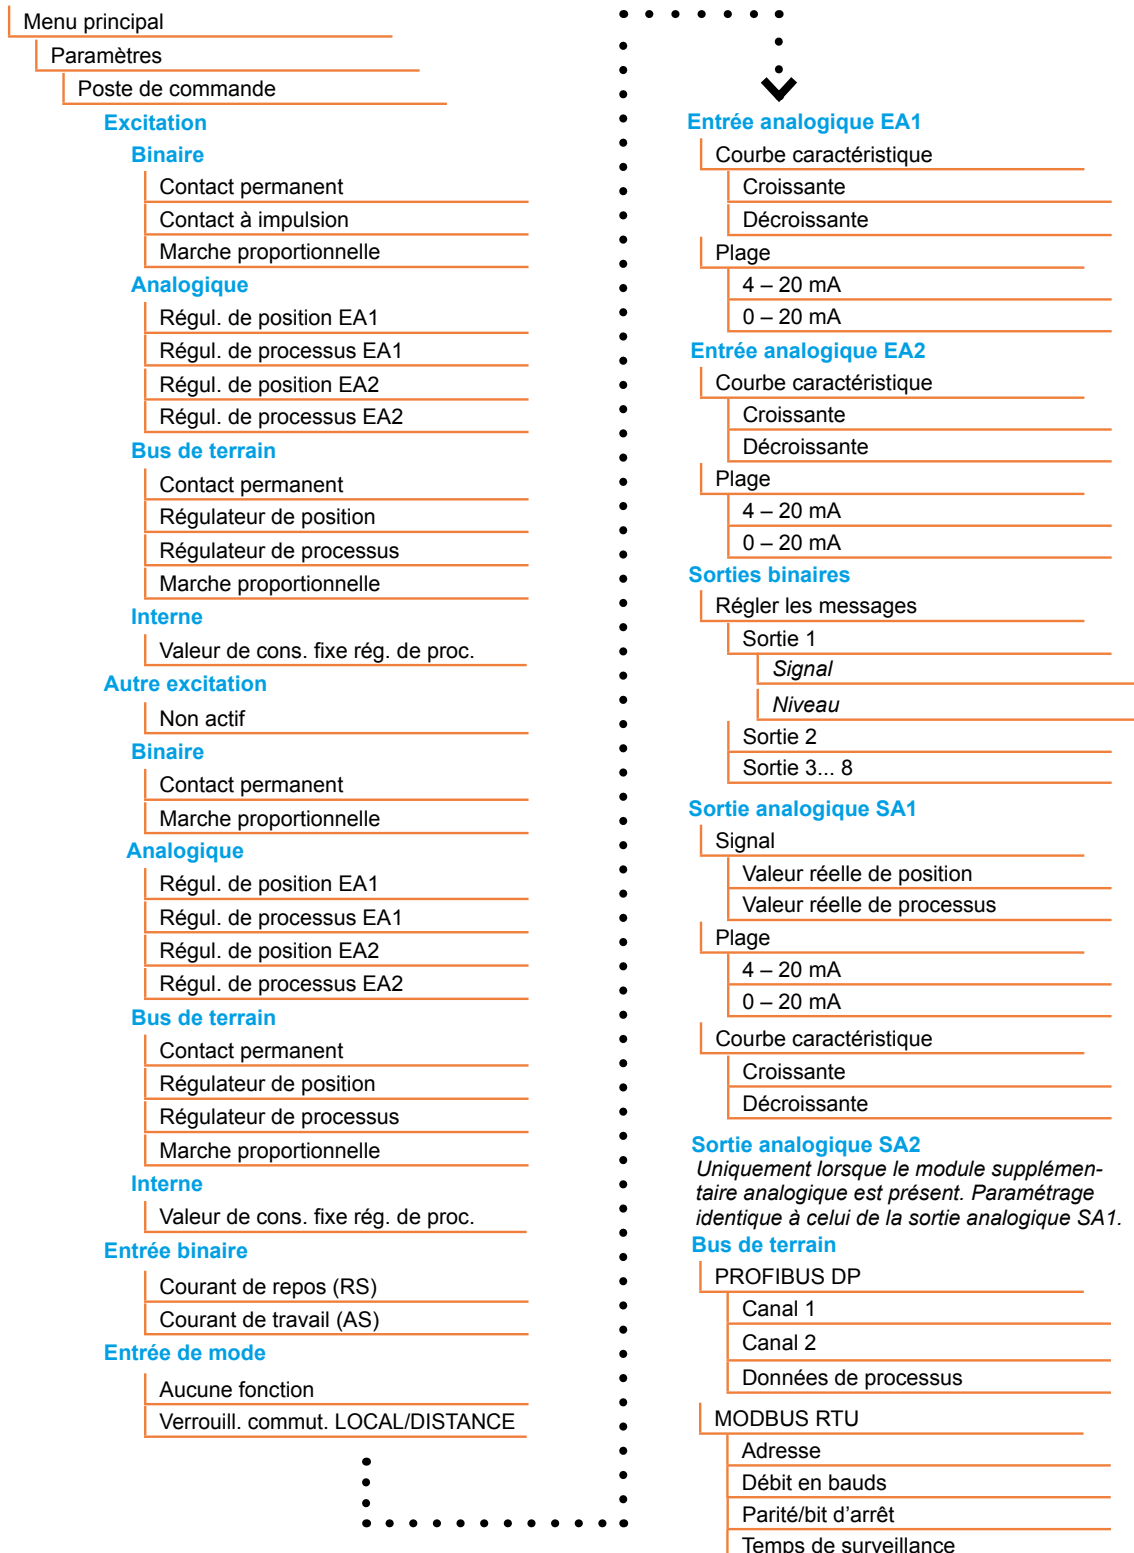 Menu principal
Paramètres
Poste de commande
Excitation
Binaire
Contact permanent
Contact à impulsion
Marche proportionnelle
Analogique
Régul. de position EA1
Régul. de processus EA1
Régul. de position EA2
Régul. de processus EA2
Bus de terrain
Contact permanent
Régulateur de position
Régulateur de processus
Marche proportionnelle
Interne
Valeur de cons. fixe rég. de proc.
Autre excitation
Non actif
Binaire
Contact permanent
Marche proportionnelle
Analogique
Régul. de position EA1
Régul. de processus EA1
Régul. de position EA2
Régul. de processus EA2
Bus de terrain
Contact permanent
Régulateur de position
Régulateur de processus
Marche proportionnelle
Interne
Valeur de cons. fixe rég. de proc.
Entrée binaire
Courant de repos (RS)
Courant de travail (AS)
Entrée de mode
Aucune fonction
Verrouill. commut. LOCAL/DISTANCE
Entrée analogique EA1
Courbe caractéristique
Croissante
Décroissante
Plage
4 – 20 mA
0 – 20 mA
Entrée analogique EA2
Courbe caractéristique
Croissante
Décroissante
Plage
4 – 20 mA
0 – 20 mA
Sorties binaires
Régler les messages
Sortie 1
Signal
Niveau
Sortie 2
Sortie 3... 8
Sortie analogique SA1
Signal
Valeur réelle de position
Valeur réelle de processus
Plage
4 – 20 mA
0 – 20 mA
Courbe caractéristique
Croissante
Décroissante
Sortie analogique SA2
Uniquement lorsque le module supplémen-
taire analogique est présent. Paramétrage
identique à celui de la sortie analogique SA1.
Bus de terrain
PROFIBUS DP
Canal 1
Canal 2
Données de processus
MODBUS RTU
Adresse
Débit en bauds
Parité/bit d'arrêt
Temps de surveillance